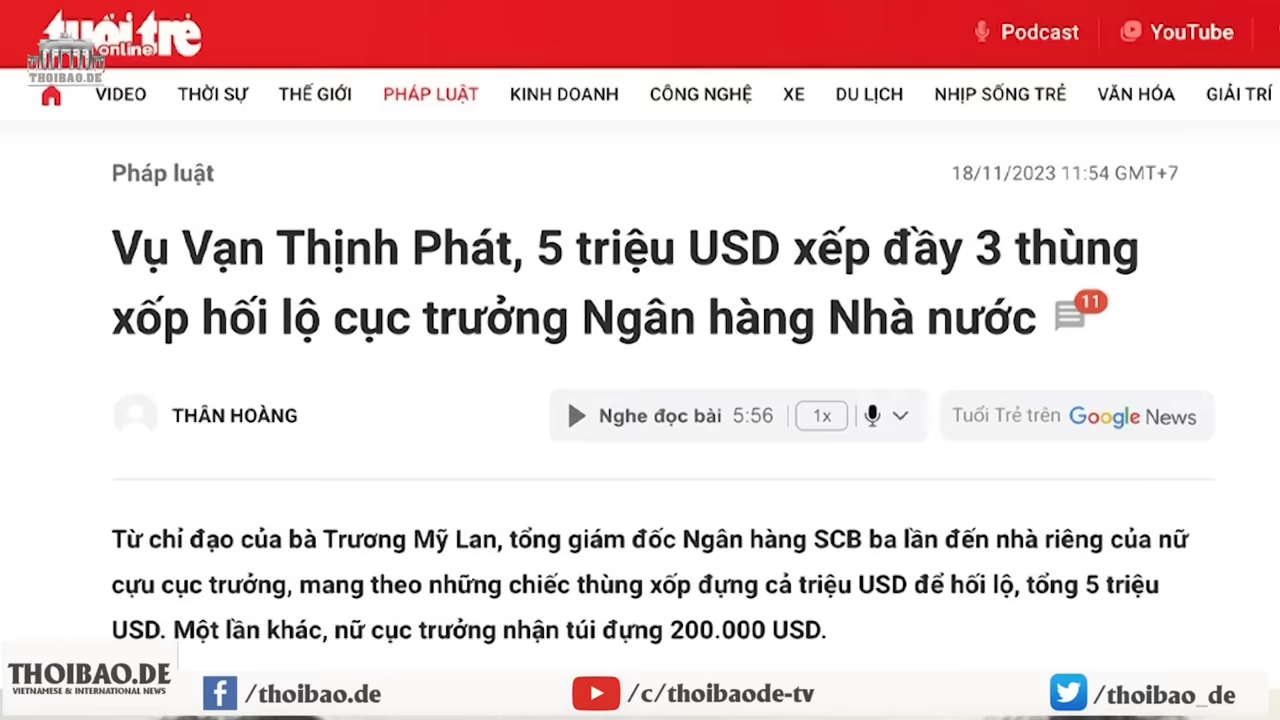 tuổi trẻ
online
THOIBAO.DE
Podcast
YouTube
VIDEO THỜI SỰ THẾ GIỚI PHÁP LUẬT KINH DOANH CÔNG NGHỆ XE DU LỊCH NHỊP SỐNG TRẺ VĂN HÓA GIẢI TRÍ
Pháp luật
18/11/2023 11:54 GMT+7
Vụ Vạn Thịnh Phát, 5 triệu USD xếp đầy 3 thùng
xốp hối lộ cục trưởng Ngân hàng Nhà nước 11
THÂN HOÀNG
Nghe đọc bài 5:56 1x
Tuổi Trẻ trên Google News
Từ chỉ đạo của bà Trương Mỹ Lan, tổng giám đốc Ngân hàng SCB ba lần đến nhà riêng của nữ
cựu cục trưởng, mang theo những chiếc thùng xốp đựng cả triệu USD để hối lộ, tổng 5 triệu
USD. Một lần khác, nữ cục trưởng nhận túi đựng 200.000 USD.
THOIBAO.DE
VIETNAMESE & INTERNATIONAL NEWS
/thoibao.de
/c/thoibaode-tv
/thoibao_de